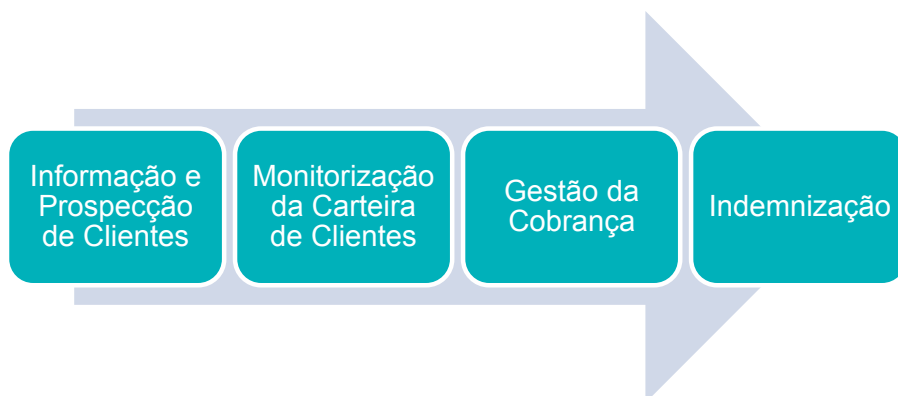 Informação e
Prospecção
de Clientes
Monitorização
da Carteira
de Clientes
Gestão da
Cobrança
Indemnização